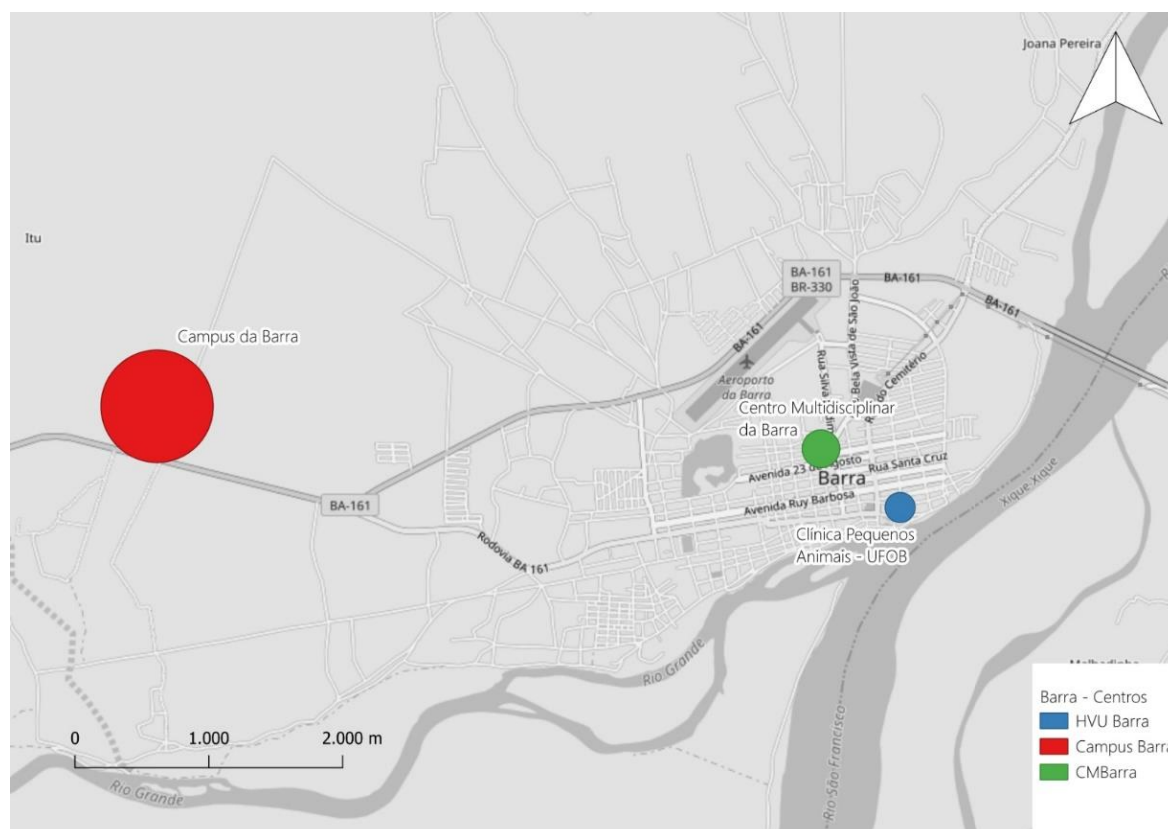 Joana Pereira
Itu
BA-161
BR-330
BA-161
BA-161
BA-161
Bela Vista de São João
Campus da Barra
Aeroporto
da Barra
Rua Silva
do Cemitério
Centro Multidisciplinar
da Barra
Avenida 23 de Agosto
Rua Santa Cruz
Barra
Avenida Ruy Barbosa
BA-161
Xique-Xique
Clínica Pequenos
Animais - UFOB
Rodovia BA 161
Rio Grande
Barra - Centros
HVU Barra
Campus Barra
CMBarra
0 1.000 2.000 m
Rio Grande
Rio São Francisco